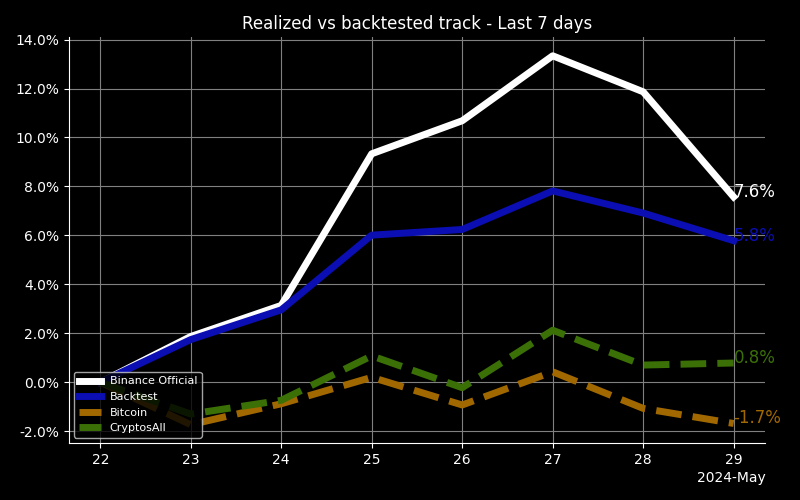 Realized vs backtested track - Last 7 days
14.0%
12.0%
10.0%
8.0%
6.0%
4.0%
2.0%
0.0%
-2.0%
7.6%
5.8%
0.8%
-1.7%
Binance Official
Backtest
Bitcoin
CryptosAll
22 23 24 25 26 27 28 29
2024-May